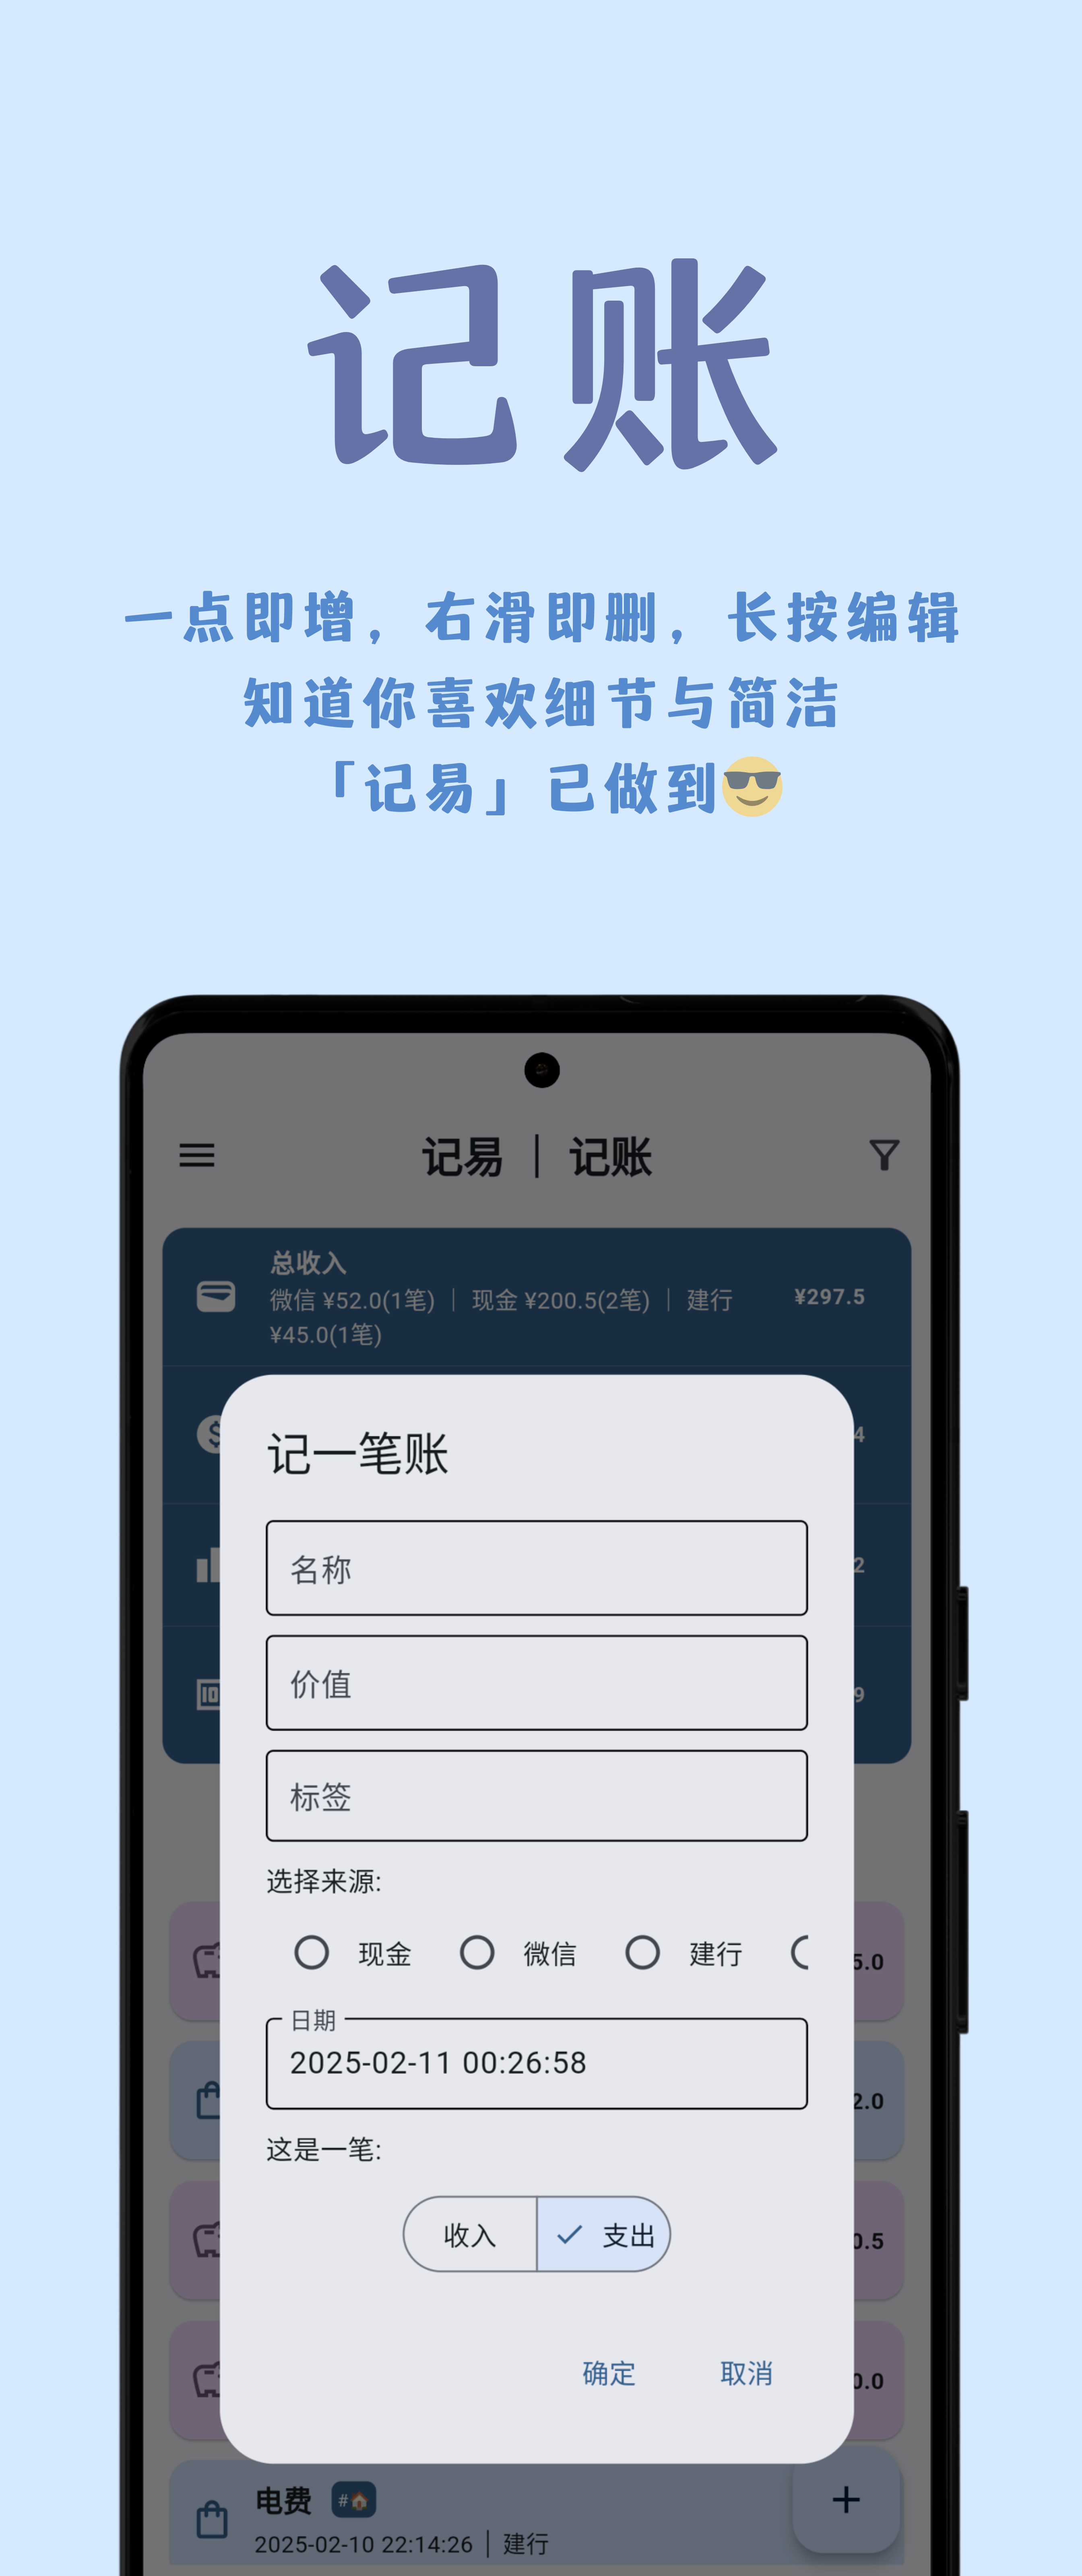 记账
一点即增，右滑即删，长按编辑
知道你喜欢细节与简洁
「记易」已做到😎
记易 | 记账
总收入
微信 ¥52.0(1笔) | 现金 ¥200.5(2笔) | 建行
¥45.0(1笔)
¥297.5
4
记一笔账
名称
2
价值
9
标签
选择来源:
现金 微信 建行
5.0
日期
2025-02-11 00:26:58
2.0
这是一笔:
收入 支出
0.5
确定 取消
0.0
电费 #🏠
+
2025-02-10 22:14:26 | 建行